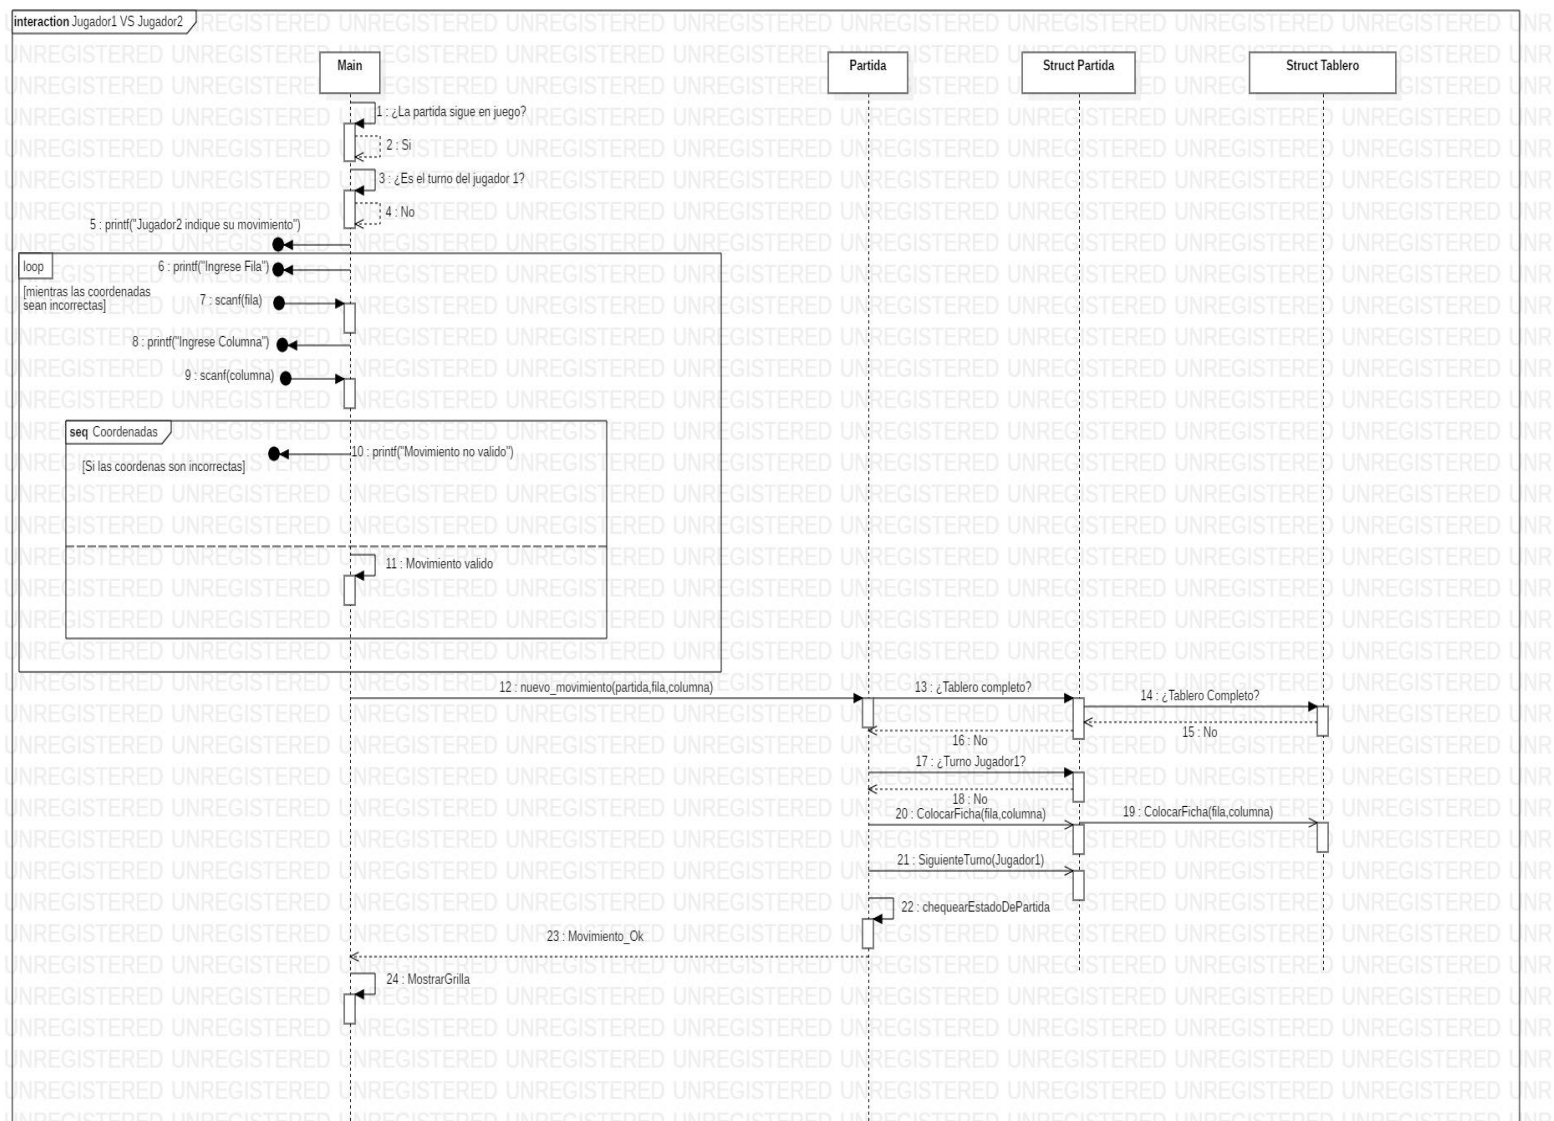 interaction Jugador1 VS Jugador2
Main
Partida
Struct Partida
Struct Tablero
1 : ¿La partida sigue en juego?
2 : Si
3 : ¿Es el turno del jugador 1?
4 : No
5 : printf("Jugador2 indique su movimiento")
loop
6 : printf("Ingrese Fila")
[mientras las coordenadas
sean incorrectas]
7 : scanf(fila)
8 : printf("Ingrese Columna")
9 : scanf(columna)
seq Coordenadas
10 : printf("Movimiento no valido")
[Si las coordenas son incorrectas]
11 : Movimiento valido
12 : nuevo_movimiento(partida,fila,columna)
13 : ¿Tablero completo?
14 : ¿Tablero Completo?
15 : No
16 : No
17 : ¿Turno Jugador1?
18 : No
20 : ColocarFicha(fila,columna)
19 : ColocarFicha(fila,columna)
21 : SiguienteTurno(Jugador1)
22 : chequearEstadoDePartida
23 : Movimiento_Ok
24 : MostrarGrilla
UNREGISTERED